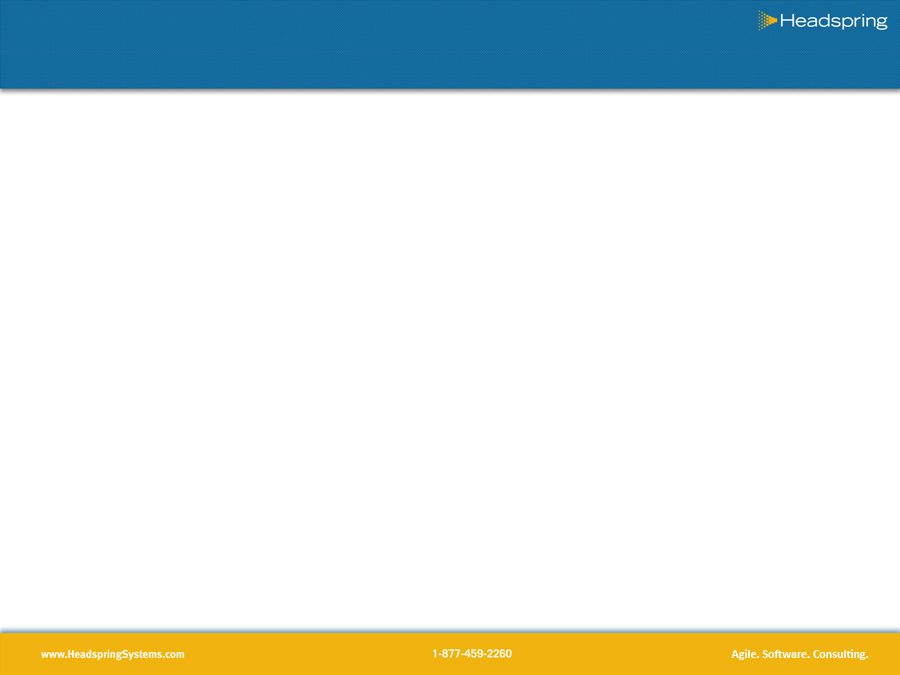 Headspring
www.HeadspringSystems.com
1-877-459-2260
Agile. Software. Consulting.